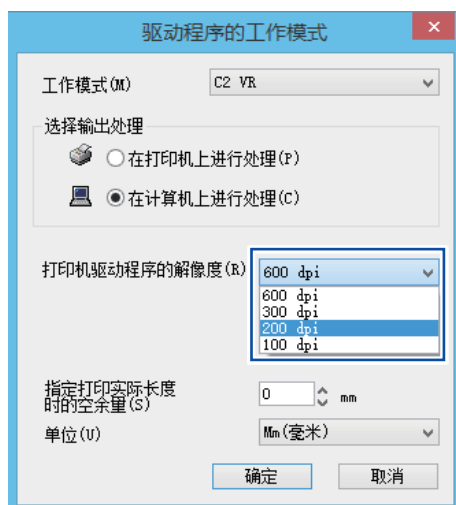 驱动程序的工作模式
工作模式(M) C2 VR
选择输出处理
在打印机上进行处理(P)
在计算机上进行处理(C)
打印机驱动程序的解像度(R) 600 dpi
600 dpi
300 dpi
200 dpi
100 dpi
指定打印实际长度
时的空余量(S) 0 mm
单位(U) Mm(毫米)
确定 取消